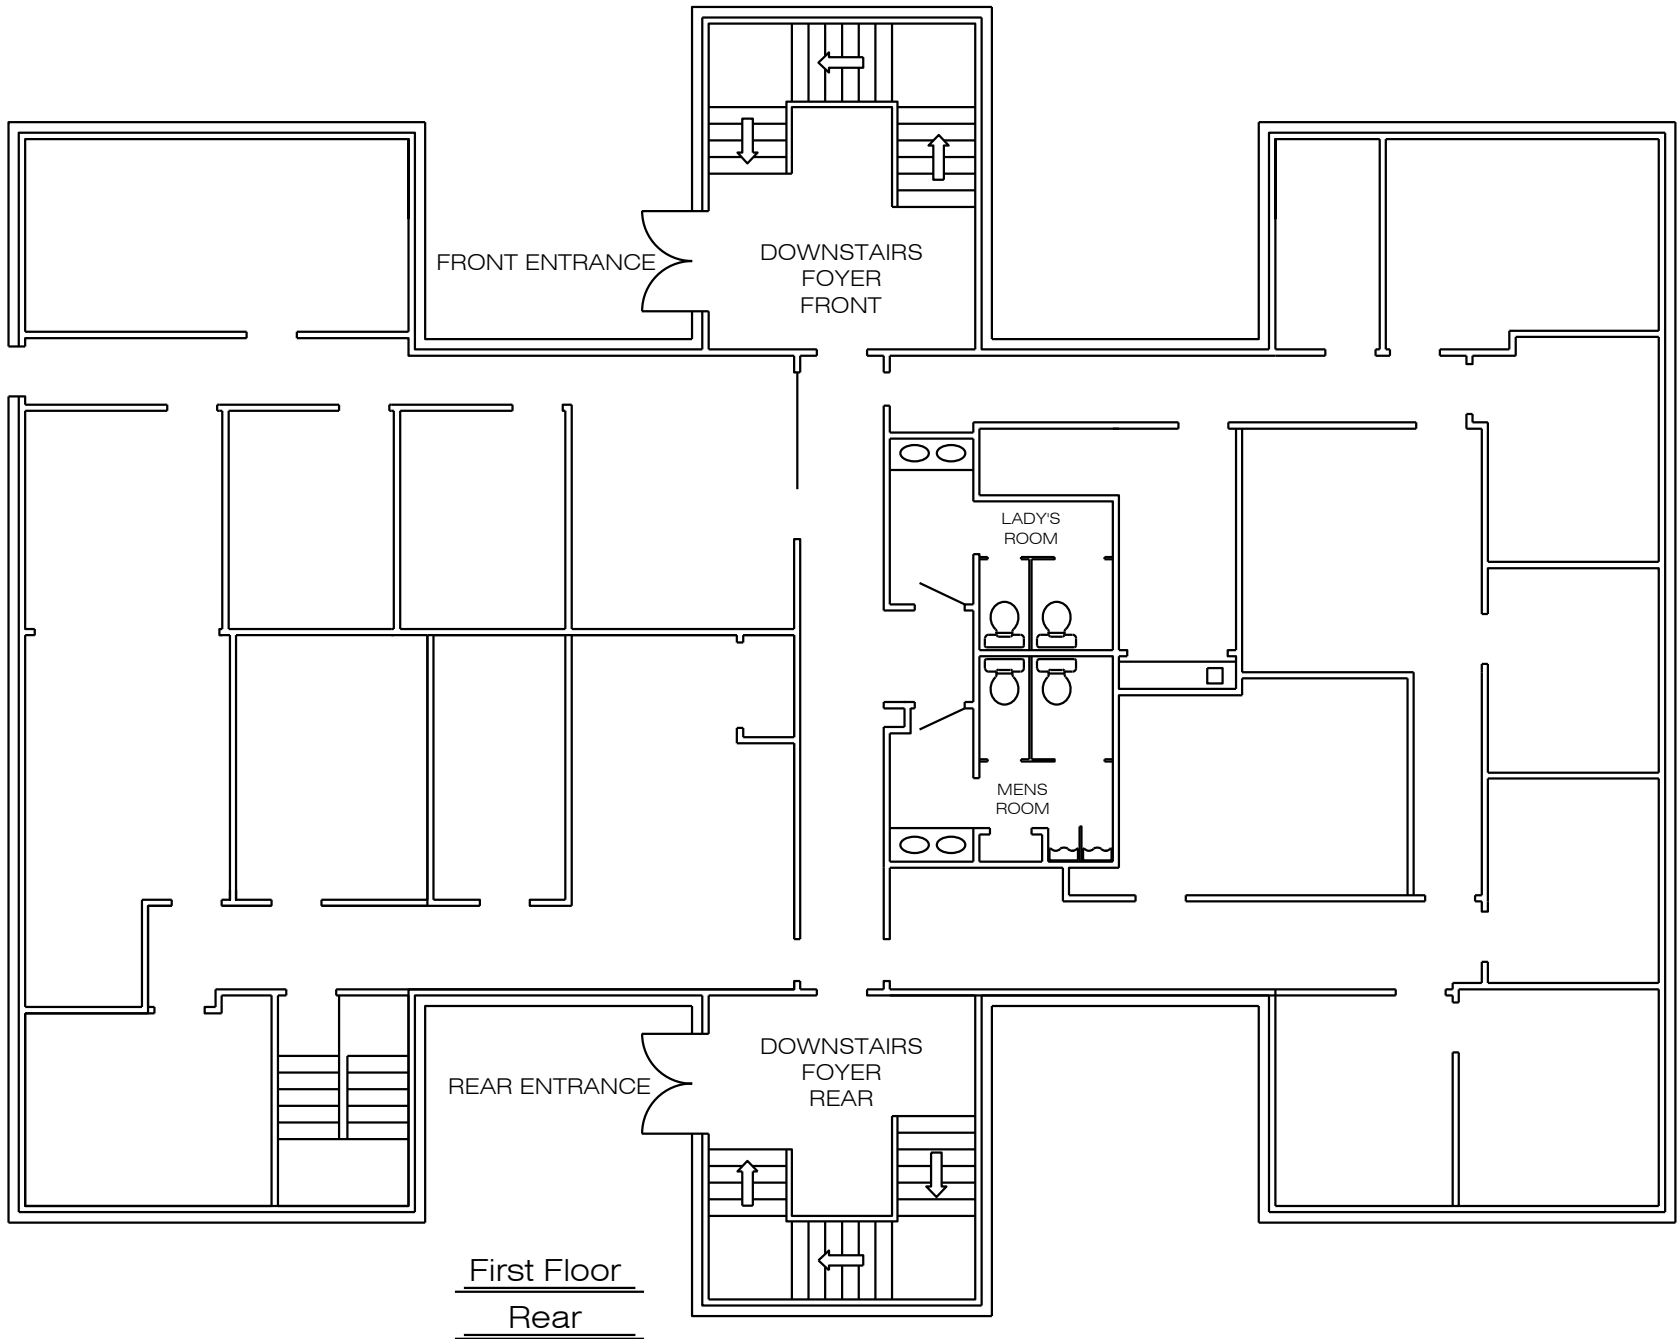 FRONT ENTRANCE
DOWNSTAIRS
FOYER
FRONT
LADY'S
ROOM
MENS
ROOM
REAR ENTRANCE
DOWNSTAIRS
FOYER
REAR
First Floor
Rear